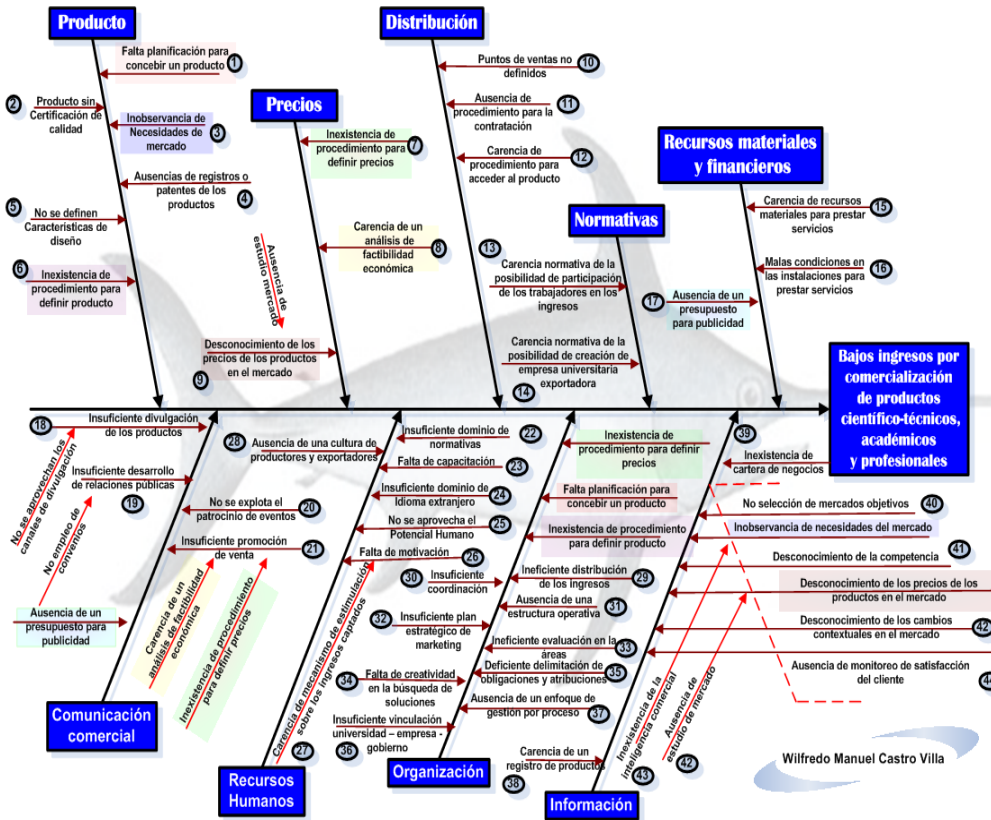 Producto
Falta planificación para
concebir un producto
1
2
Producto sin
Certificación de
calidad
Inobservancia de
Necesidades de
mercado
3
Ausencias de registros o
patentes de los
productos
4
5
No se definen
Características de
diseño
6
Inexistencia de
procedimiento para
definir producto
Precios
Inexistencia de
procedimiento para
definir precios
7
Carencia de un
análisis de
factibilidad
económica
8
Ausencia de
estudio mercado
Desconocimiento de los
precios de los productos
en el mercado
9
Distribución
Puntos de ventas no
definidos
10
Ausencia de
procedimiento para la
contratación
11
Carencia de
procedimiento para
acceder al producto
12
Normativas
13
Carencia normativa de la
posibilidad de participación
de los trabajadores en los
ingresos
Carencia normativa de la
posibilidad de creación de
empresa universitaria
exportadora
14
Recursos materiales
y financieros
Carencia de recursos
materiales para prestar
servicios
15
Malas condiciones en
las instalaciones para
prestar servicios
16
17
Ausencia de un
presupuesto
para publicidad
Bajos ingresos por
comercialización
de productos
científico-técnicos,
académicos
y profesionales
18
Insuficiente divulgación
de los productos
No se aprovechan los
canales de divulgación
Insuficiente desarrollo
de relaciones públicas
19
No empleo de
convenios
No se explota el
patrocinio de eventos
20
Insuficiente promoción
de venta
21
Ausencia de un
presupuesto para
publicidad
Carencia de un
análisis de factibilidad
económica
Inexistencia de procedimiento
para definir precios
Comunicación
comercial
28
Ausencia de una cultura de
productores y exportadores
Insuficiente dominio de
normativas
22
Falta de capacitación
23
Insuficiente dominio de
Idioma extranjero
24
No se aprovecha el
Potencial Humano
25
Falta de motivación
26
Carencia de mecanismo de estimulación
sobre los ingresos captados
27
Recursos
Humanos
Inexistencia de
procedimiento para definir
precios
Falta planificación para
concebir un producto
Inexistencia de procedimiento
para definir producto
Ineficiente distribución
de los ingresos
29
30
Insuficiente
coordinación
Ausencia de una
estructura operativa
31
32
Insuficiente plan
estratégico de
marketing
Ineficiente evaluación en la
áreas
33
34
Falta de creatividad
en la búsqueda de
soluciones
Deficiente delimitación de
obligaciones y atribuciones
35
Insuficiente vinculación
universidad – empresa -
gobierno
36
Ausencia de un enfoque de
gestión por proceso
37
Organización
Carencia de un
registro de productos
38
39
Inexistencia de
cartera de negocios
No selección de mercados objetivos
40
Inobservancia de necesidades del mercado
Desconocimiento de la competencia
41
Desconocimiento de los precios de los
productos en el mercado
Desconocimiento de los cambios
contextuales en el mercado
42
Ausencia de monitoreo de satisfacción
del cliente
44
Inexistencia de la
inteligencia comercial
43
Ausencia de
estudio de mercado
42
Información
Wilfredo Manuel Castro Villa